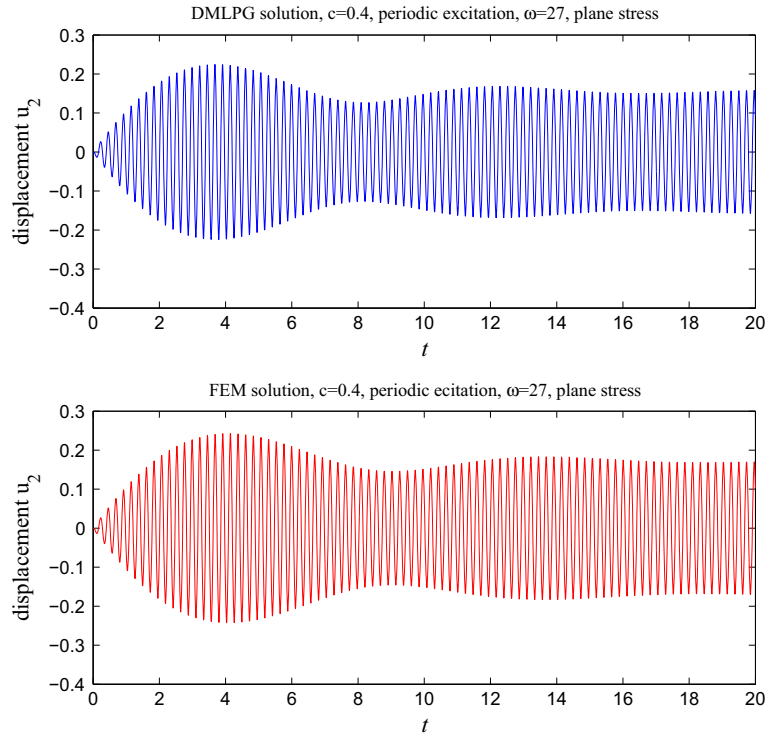 DMLPG solution, c=0.4, periodic excitation, ω=27, plane stress
0.3
0.2
0.1
0
−0.1
−0.2
−0.3
−0.4
displacement u₂
0 2 4 6 8 10 12 14 16 18 20
t
FEM solution, c=0.4, periodic ecitation, ω=27, plane stress
0.3
0.2
0.1
0
−0.1
−0.2
−0.3
−0.4
displacement u₂
0 2 4 6 8 10 12 14 16 18 20
t